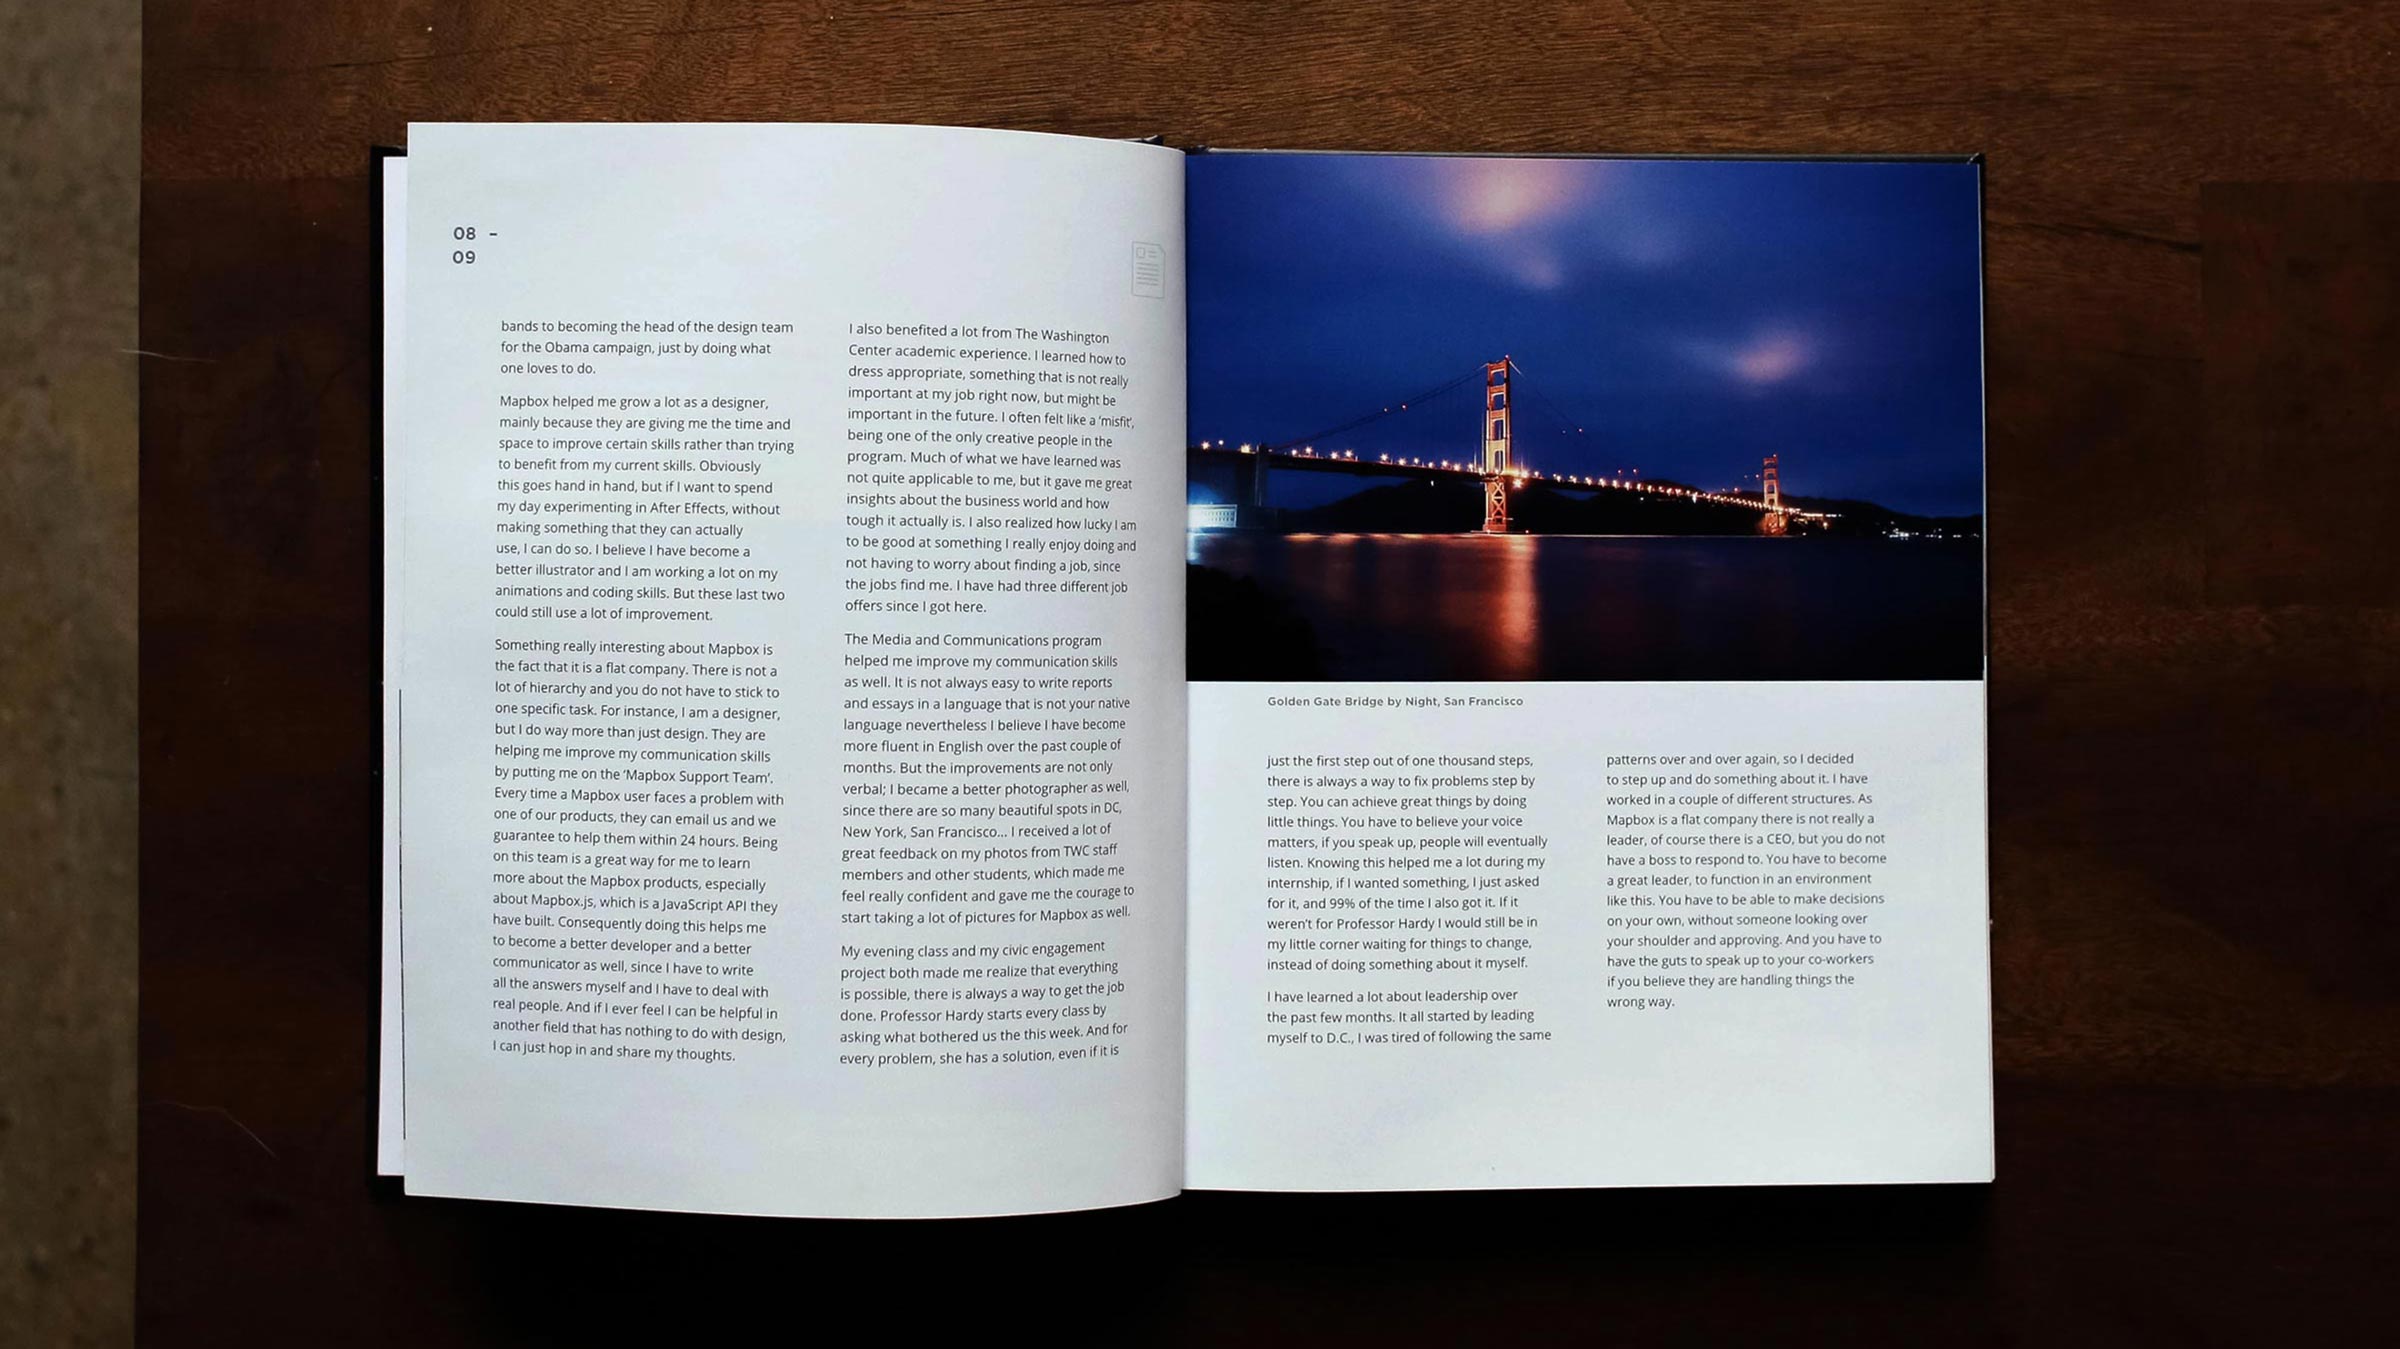 08 –
09
bands to becoming the head of the design team
for the Obama campaign, just by doing what
one loves to do.
Mapbox helped me grow a lot as a designer,
mainly because they are giving me the time and
space to improve certain skills rather than trying
to benefit from my current skills. Obviously
this goes hand in hand, but if I want to spend
my day experimenting in After Effects, without
making something that they can actually
use, I can do so. I believe I have become a
better illustrator and I am working a lot on my
animations and coding skills. But these last two
could still use a lot of improvement.
Something really interesting about Mapbox is
the fact that it is a flat company. There is not a
lot of hierarchy and you do not have to stick to
one specific task. For instance, I am a designer,
but I do way more than just design. They are
helping me improve my communication skills
by putting me on the ‘Mapbox Support Team’.
Every time a Mapbox user faces a problem with
one of our products, they can email us and we
guarantee to help them within 24 hours. Being
on this team is a great way for me to learn
more about the Mapbox products, especially
about Mapbox.js, which is a JavaScript API they
have built. Consequently doing this helps me
to become a better developer and a better
communicator as well, since I have to write
all the answers myself and I have to deal with
real people. And if I ever feel I can be helpful in
another field that has nothing to do with design,
I can just hop in and share my thoughts.
I also benefited a lot from The Washington
Center academic experience. I learned how to
dress appropriate, something that is not really
important at my job right now, but might be
important in the future. I often felt like a ‘misfit’,
being one of the only creative people in the
program. Much of what we have learned was
not quite applicable to me, but it gave me great
insights about the business world and how
tough it actually is. I also realized how lucky I am
to be good at something I really enjoy doing and
not having to worry about finding a job, since
the jobs find me. I have had three different job
offers since I got here.
The Media and Communications program
helped me improve my communication skills
as well. It is not always easy to write reports
and essays in a language that is not your native
language nevertheless I believe I have become
more fluent in English over the past couple of
months. But the improvements are not only
verbal; I became a better photographer as well,
since there are so many beautiful spots in DC,
New York, San Francisco... I received a lot of
great feedback on my photos from TWC staff
members and other students, which made me
feel really confident and gave me the courage to
start taking a lot of pictures for Mapbox as well.
My evening class and my civic engagement
project both made me realize that everything
is possible, there is always a way to get the job
done. Professor Hardy starts every class by
asking what bothered us the this week. And for
every problem, she has a solution, even if it is
Golden Gate Bridge by Night, San Francisco
just the first step out of one thousand steps,
there is always a way to fix problems step by
step. You can achieve great things by doing
little things. You have to believe your voice
matters, if you speak up, people will eventually
listen. Knowing this helped me a lot during my
internship, if I wanted something, I just asked
for it, and 99% of the time I also got it. If it
weren’t for Professor Hardy I would still be in
my little corner waiting for things to change,
instead of doing something about it myself.
I have learned a lot about leadership over
the past few months. It all started by leading
myself to D.C., I was tired of following the same
patterns over and over again, so I decided
to step up and do something about it. I have
worked in a couple of different structures. As
Mapbox is a flat company there is not really a
leader, of course there is a CEO, but you do not
have a boss to respond to. You have to become
a great leader, to function in an environment
like this. You have to be able to make decisions
on your own, without someone looking over
your shoulder and approving. And you have to
have the guts to speak up to your co-workers
if you believe they are handling things the
wrong way.